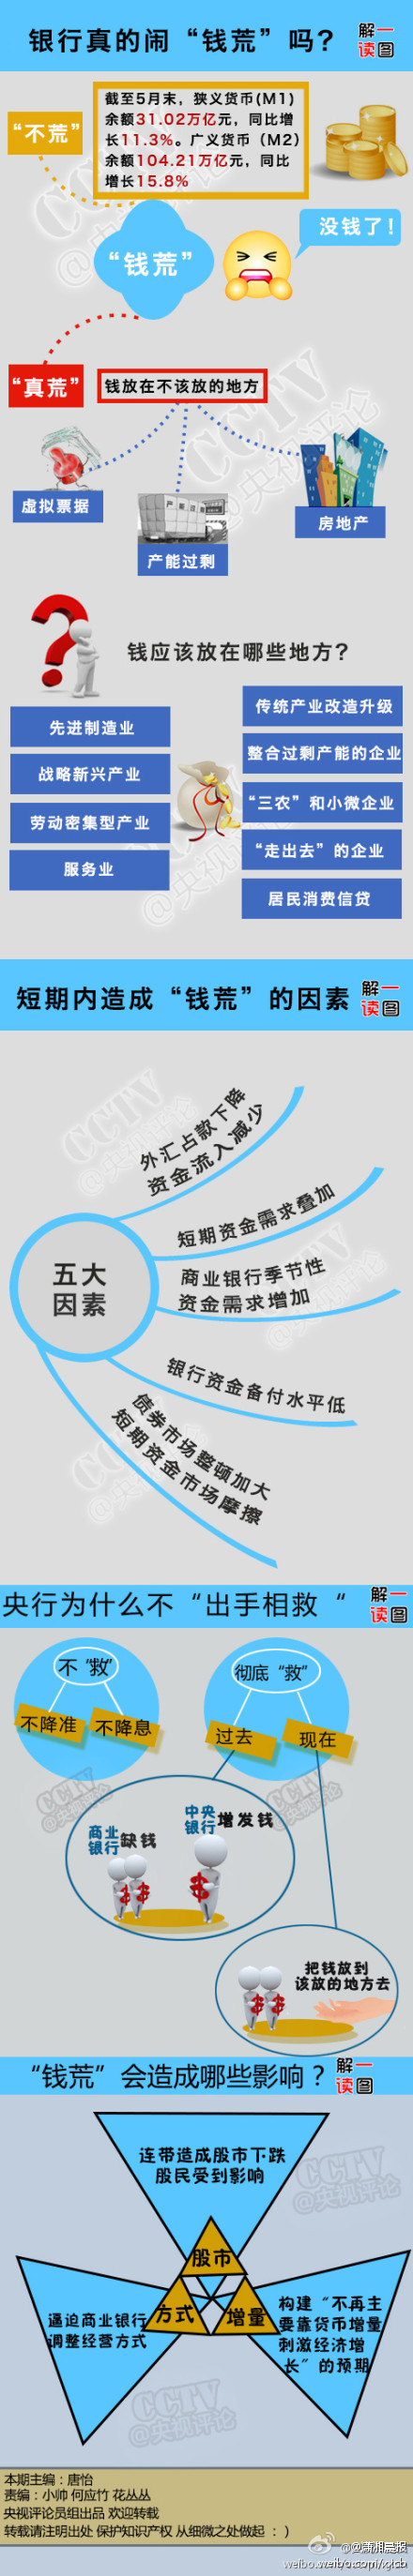 银行真的闹“钱荒”吗?
一图解读
“不荒”
截至5月末，狭义货币(M1)
余额31.02万亿元，同比增
长11.3%。广义货币（M2）
余额104.21万亿元，同比
增长15.8%
“钱荒”
没钱了!
“真荒”
钱放在不该放的地方
虚拟票据
产能过剩
房地产
钱应该放在哪些地方?
先进制造业
战略新兴产业
劳动密集型产业
服务业
传统产业改造升级
整合过剩产能的企业
“三农”和小微企业
“走出去”的企业
居民消费信贷
短期内造成“钱荒”的因素
一图解读
五大
因素
外汇占款下降
资金流入减少
短期资金需求叠加
商业银行季节性
资金需求增加
银行资金备付水平低
债券市场整顿加大
短期资金市场摩擦
央行为什么不“出手相救“
一图解读
不“救”
不降准
不降息
彻底“救”
过去
现在
商业
银行缺钱
中央
银行增发钱
把钱放到
该放的地方去
“钱荒”会造成哪些影响？
一图解读
连带造成股市下跌
股民受到影响
股市
方式
增量
逼迫商业银行
调整经营方式
构建“不再主
要靠货币增量
刺激经济增
长”的预期
本期主编：唐怡
责编：小帅 何应竹 花丛丛
央视评论员组出品 欢迎转载
转载请注明出处 保护知识产权 从细微之处做起 ：）
CCTV
@央视评论
@潇湘晨报
weibo.com/xxcb